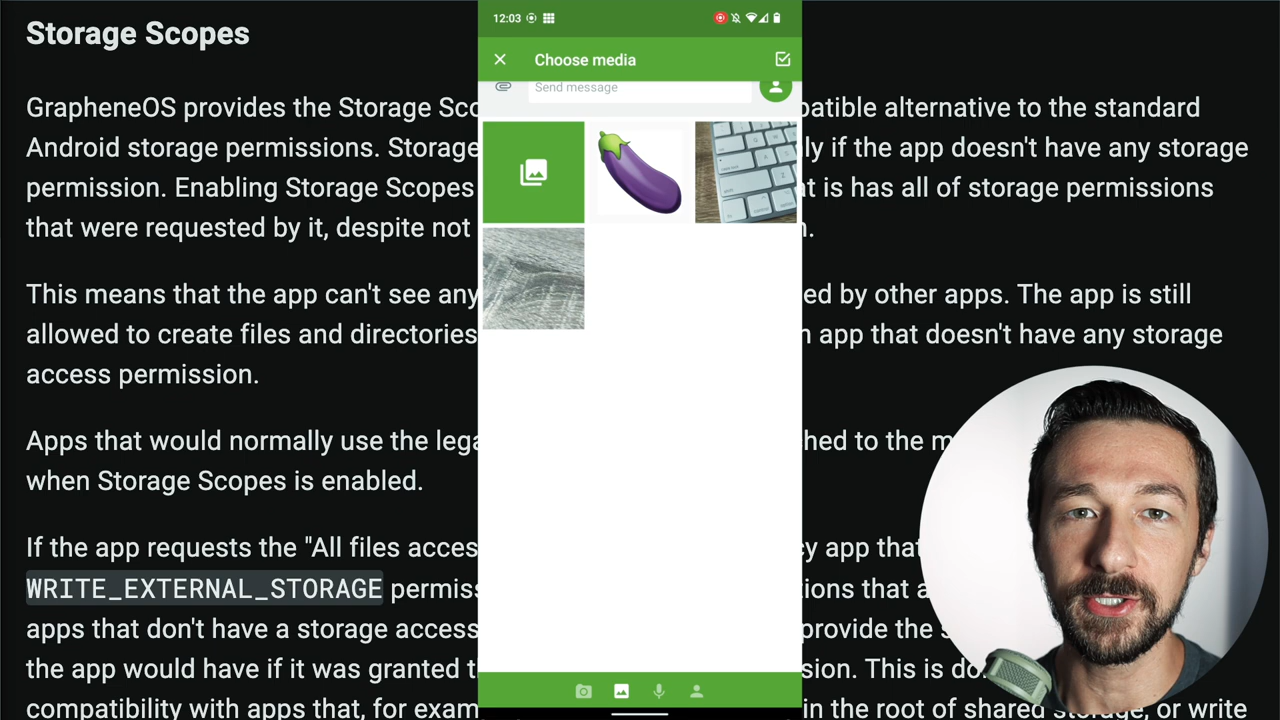 Storage Scopes
GrapheneOS provides the Storage Sco
patible alternative to the standard
Android storage permissions. Storage
ly if the app doesn't have any storage
permission. Enabling Storage Scopes
t is has all of storage permissions
that were requested by it, despite not
This means that the app can't see any
ed by other apps. The app is still
allowed to create files and directories
n app that doesn't have any storage
access permission.
Apps that would normally use the lega
hed to the m
when Storage Scopes is enabled.
If the app requests the "All files acces
cy app that
WRITE_EXTERNAL_STORAGE permiss
ions that a
apps that don't have a storage access
provide the s
the app would have if it was granted t
sion. This is do
compatibility with apps that, for exam
in the root of shared storage, or write
12:03
Choose media
Send message